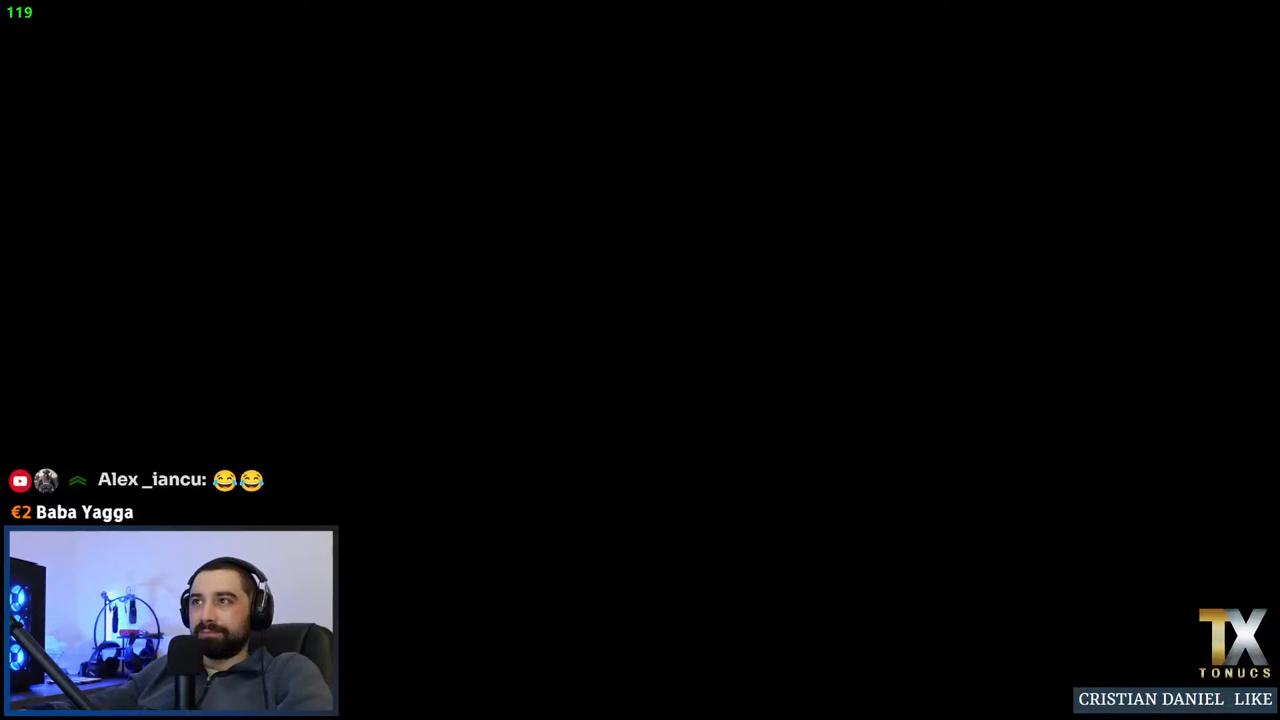 119
Alex _iancu: 😂😂
€2 Baba Yagga
TX
TONUCS
CRISTIAN DANIEL LIKE